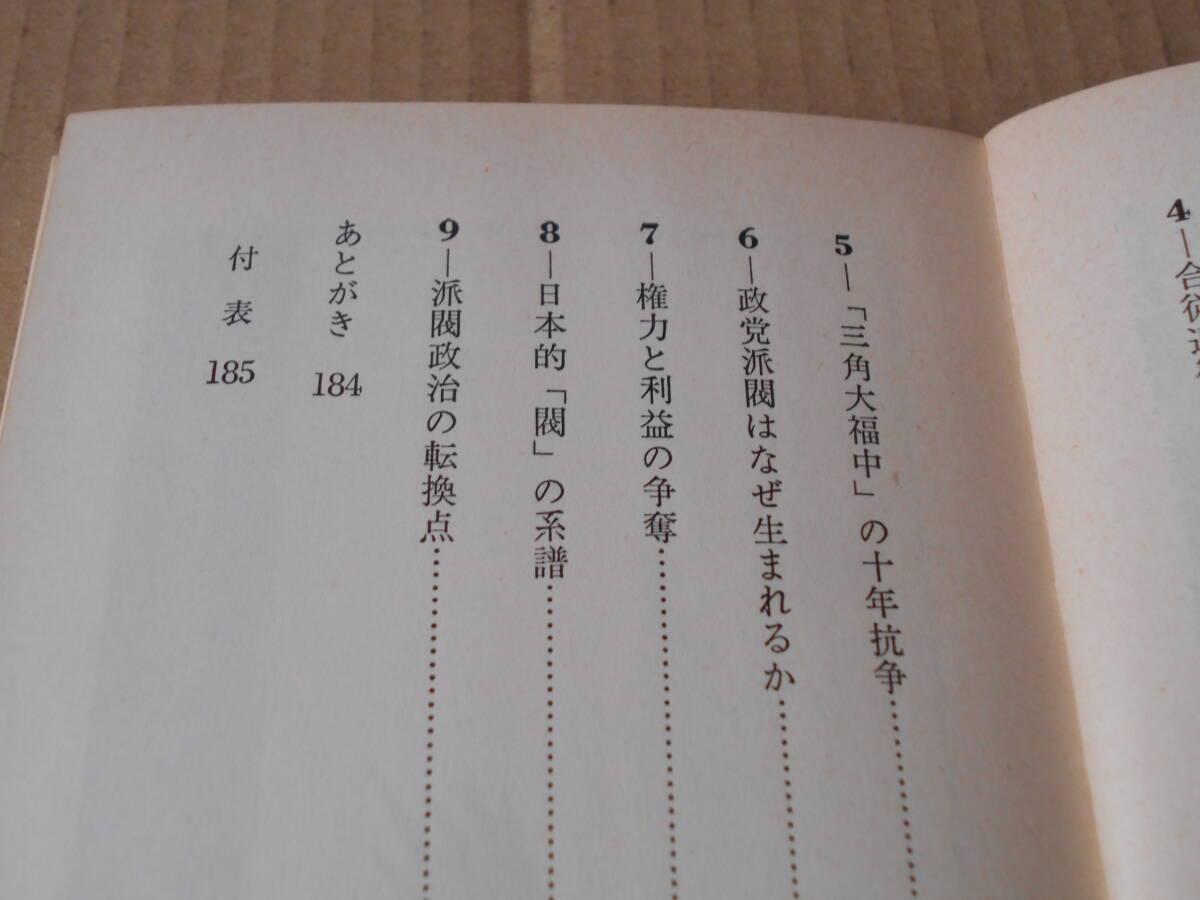 4―合従連
5―「三角大福中」の十年抗争
6―政党派閥はなぜ生まれるか
7―権力と利益の争奪
8―日本的「閥」の系譜
9―派閥政治の転換点
あとがき 184
付表 185